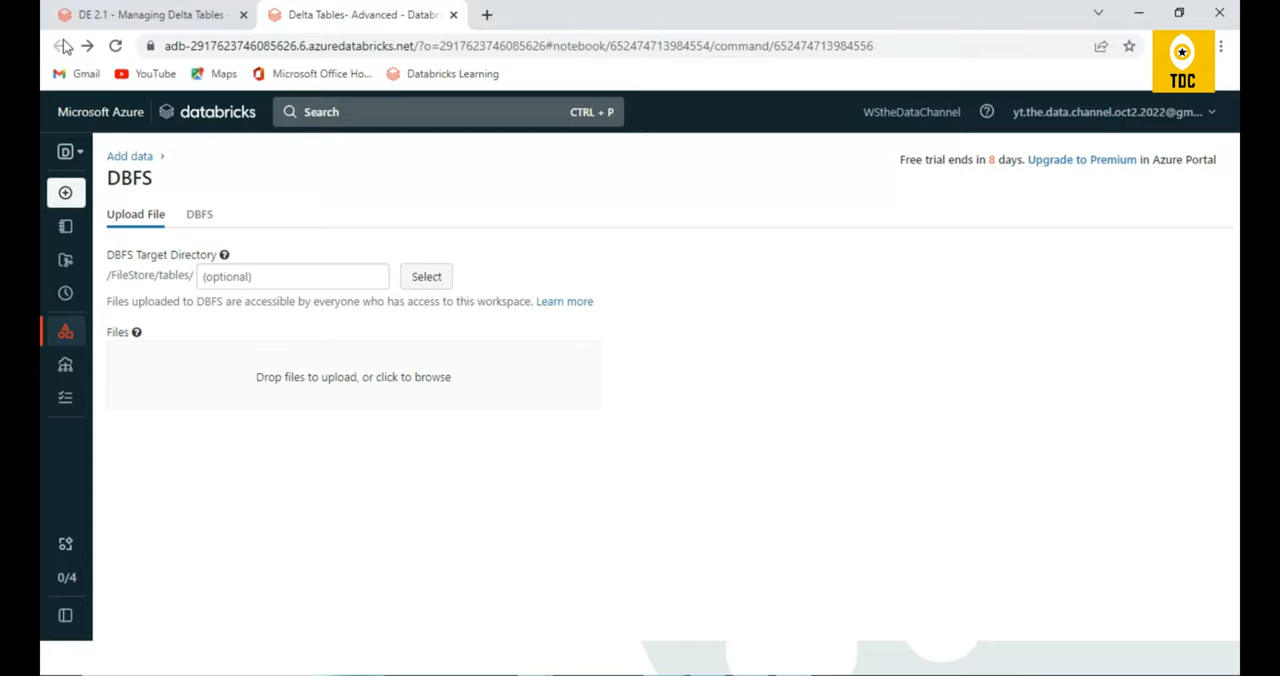 DE 2.1 - Managing Delta Tables
Delta Tables- Advanced - Databr
adb-2917623746085626.6.azuredatabricks.net/?o=2917623746085626#notebook/652474713984554/command/652474713984556
Gmail
YouTube
Maps
Microsoft Office Ho...
Databricks Learning
TDC
Microsoft Azure
databricks
Search
CTRL + P
WStheDataChannel
yt.the.data.channel.oct2.2022@gm...
D
Add data
DBFS
Free trial ends in 8 days. Upgrade to Premium in Azure Portal
Upload File
DBFS
DBFS Target Directory
/FileStore/tables/
(optional)
Select
Files uploaded to DBFS are accessible by everyone who has access to this workspace. Learn more
Files
Drop files to upload, or click to browse
0/4